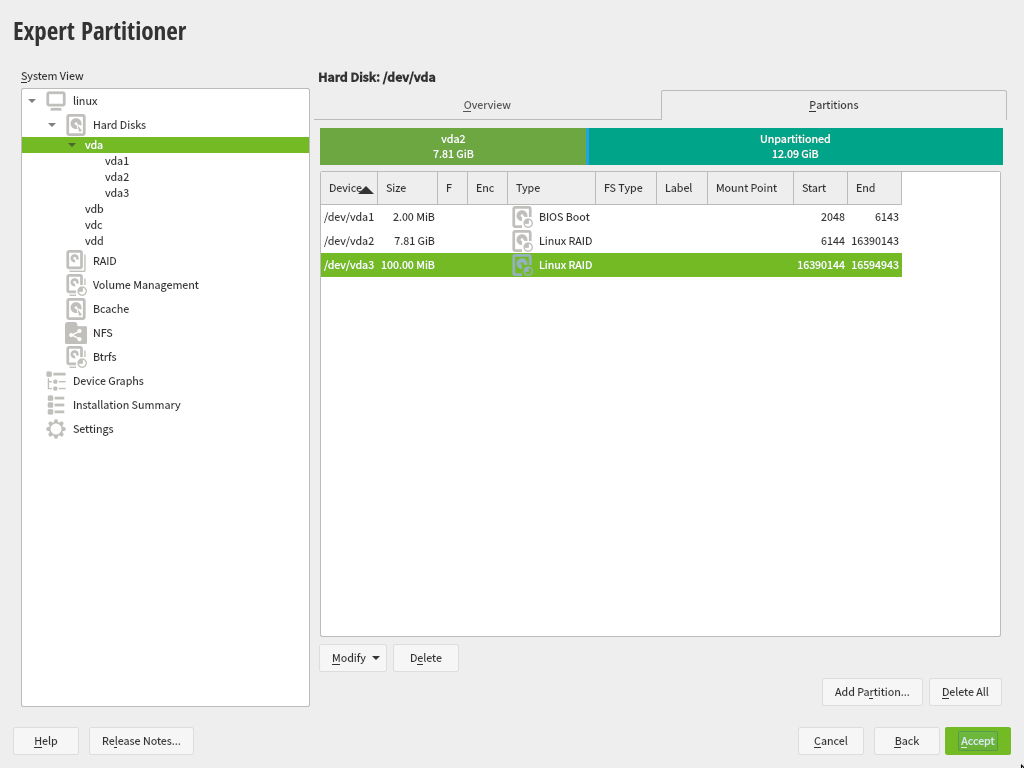 Expert Partitioner
System View
linux
Hard Disks
vda
vda1
vda2
vda3
vdb
vdc
vdd
RAID
Volume Management
Bcache
NFS
Btrfs
Device Graphs
Installation Summary
Settings
Hard Disk: /dev/vda
Overview Partitions
vda2 Unpartitioned
7.81 GiB 12.09 GiB
Device Size F Enc Type FS Type Label Mount Point Start End
/dev/vda1 2.00 MiB BIOS Boot 2048 6143
/dev/vda2 7.81 GiB Linux RAID 6144 16390143
/dev/vda3 100.00 MiB Linux RAID 16390144 16594943
Modify Delete
Add Partition... Delete All
Help Release Notes... Cancel Back Accept